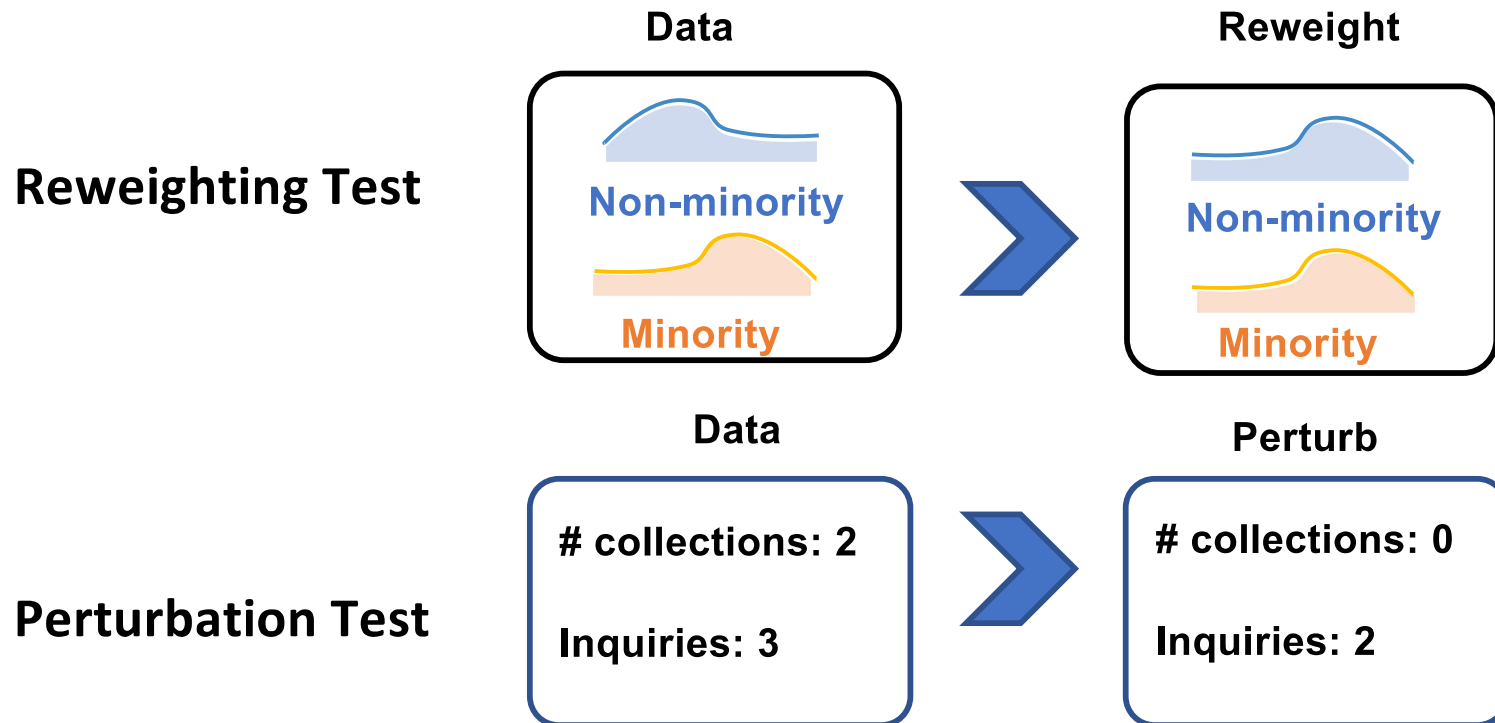 Data
Reweight
Reweighting Test
Non-minority
Minority
Non-minority
Minority
Data
Perturb
Perturbation Test
# collections: 2
Inquiries: 3
# collections: 0
Inquiries: 2